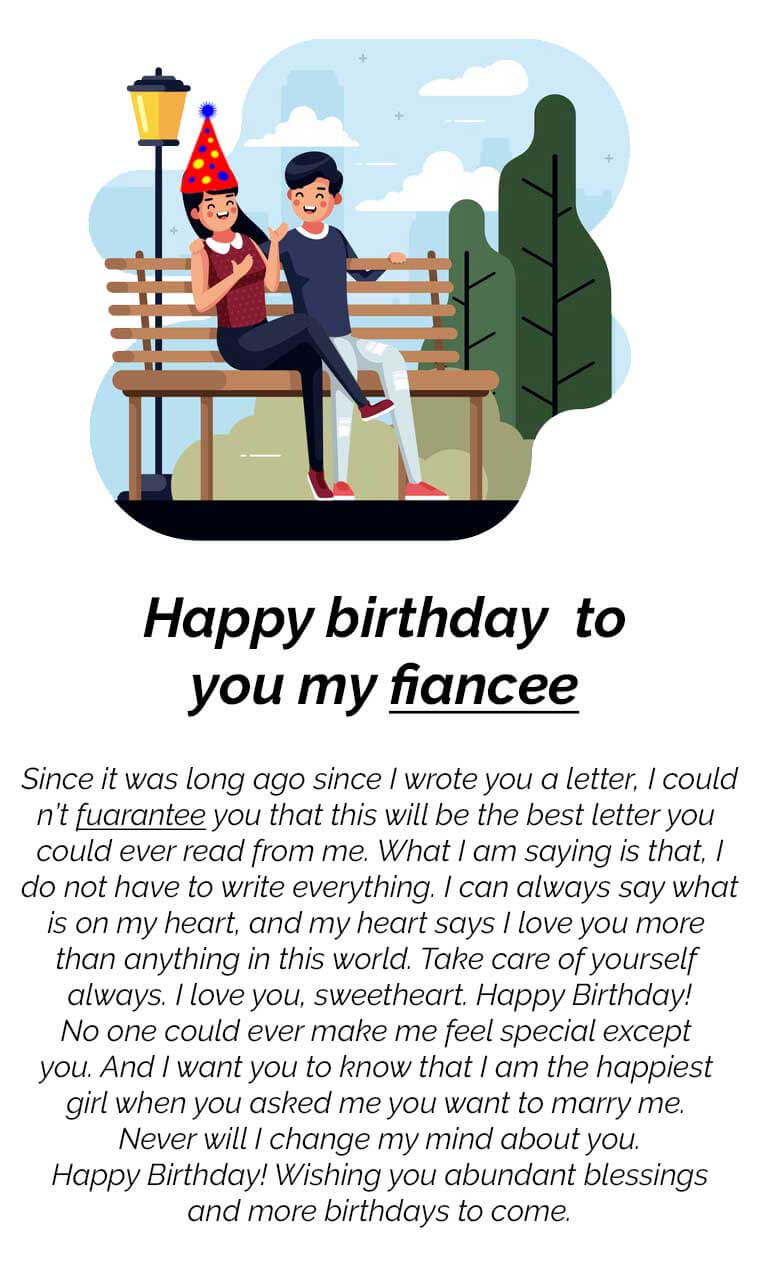 Happy birthday  to
you my fiancee
Since it was long ago since I wrote you a letter, I could
n't fuarantee you that this will be the best letter you
could ever read from me. What I am saying is that, I
do not have to write everything. I can always say what
is on my heart, and my heart says I love you more
than anything in this world. Take care of yourself
always. I love you, sweetheart. Happy Birthday!
No one could ever make me feel special except
you. And I want you to know that I am the happiest
girl when you asked me you want to marry me.
Never will I change my mind about you.
Happy Birthday! Wishing you abundant blessings
and more birthdays to come.